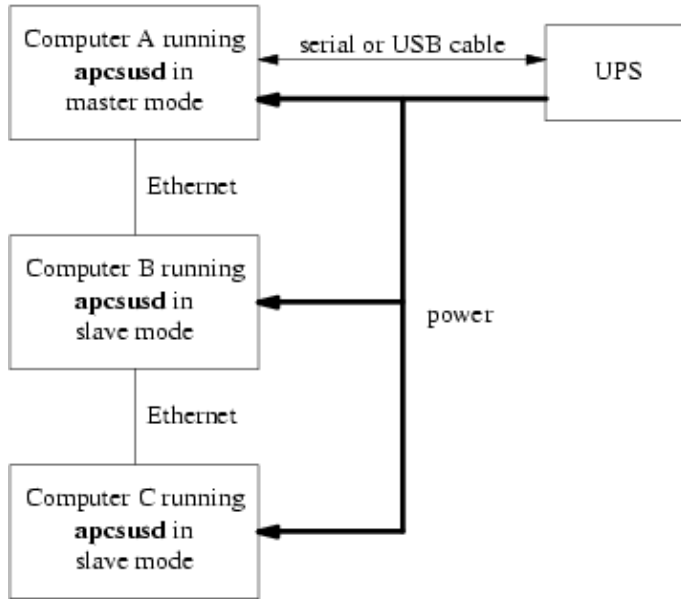 Computer A running
apcsusd in
master mode
serial or USB cable
UPS
Ethernet
Computer B running
apcsusd in
slave mode
power
Ethernet
Computer C running
apcsusd in
slave mode